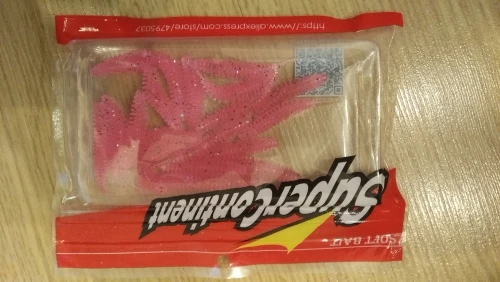 SOFT BAIT
SuperContinent
https://www.aliexpress.com/store/4795037